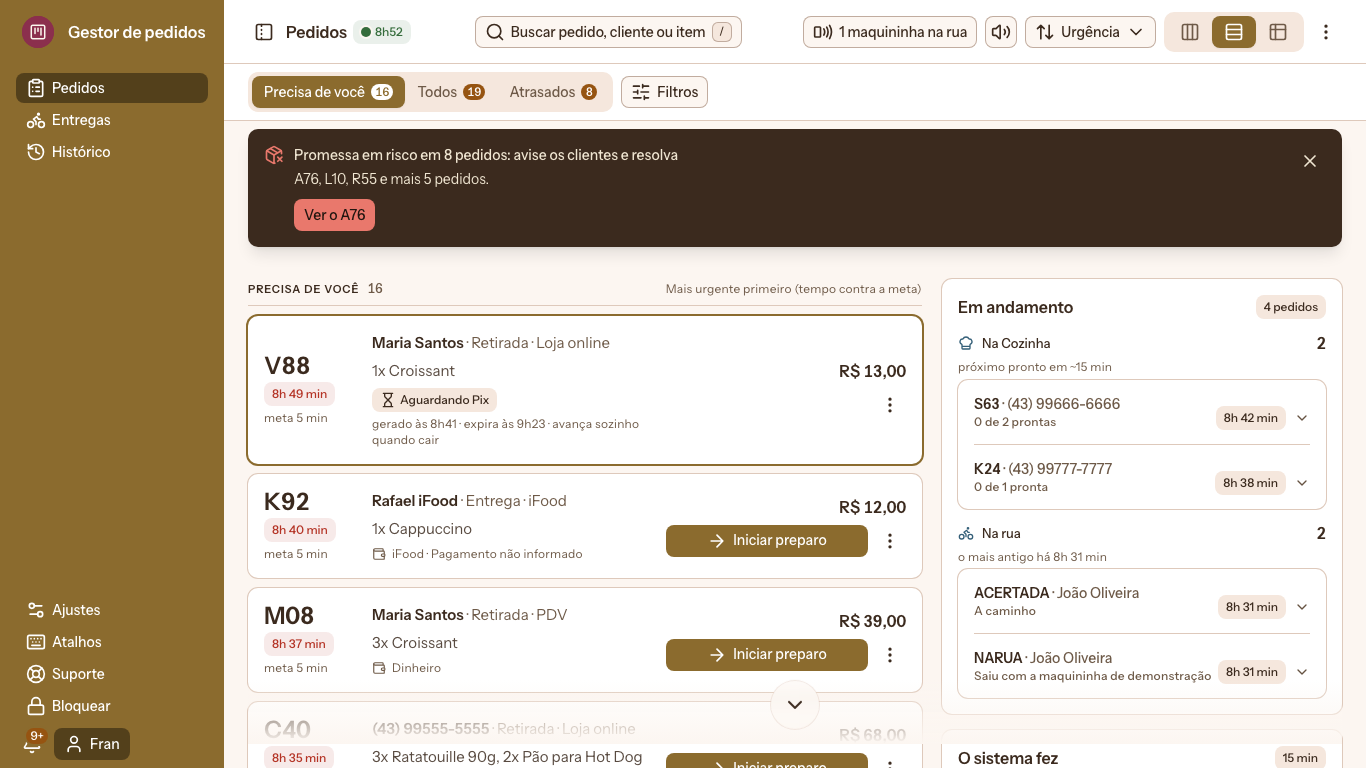 Gestor de pedidos
Pedidos
Entregas
Histórico
Ajustes
Atalhos
Suporte
Bloquear
9+
Fran
Pedidos
8h52
Buscar pedido, cliente ou item /
1 maquininha na rua
Urgência
Precisa de você 16
Todos 19
Atrasados 8
Filtros
Promessa em risco em 8 pedidos: avise os clientes e resolva
A76, L10, R55 e mais 5 pedidos.
Ver o A76
PRECISA DE VOCÊ 16
Mais urgente primeiro (tempo contra a meta)
V88
8h 49 min
meta 5 min
Maria Santos · Retirada · Loja online
1x Croissant
Aguardando Pix
gerado às 8h41 · expira às 9h23 · avança sozinho
quando cair
R$ 13,00
K92
8h 40 min
meta 5 min
Rafael iFood · Entrega · iFood
1x Cappuccino
iFood · Pagamento não informado
R$ 12,00
Iniciar preparo
M08
8h 37 min
meta 5 min
Maria Santos · Retirada · PDV
3x Croissant
Dinheiro
R$ 39,00
Iniciar preparo
C40
8h 35 min
(43) 99555-5555 · Retirada · Loja online
3x Ratatouille 90g, 2x Pão para Hot Dog
R$ 68,00
Iniciar preparo
Em andamento
4 pedidos
Na Cozinha 2
próximo pronto em ~15 min
S63 · (43) 99666-6666
0 de 2 prontas
8h 42 min
K24 · (43) 99777-7777
0 de 1 pronta
8h 38 min
Na rua 2
o mais antigo há 8h 31 min
ACERTADA · João Oliveira
A caminho
8h 31 min
NARUA · João Oliveira
Saiu com a maquininha de demonstração
8h 31 min
O sistema fez
15 min